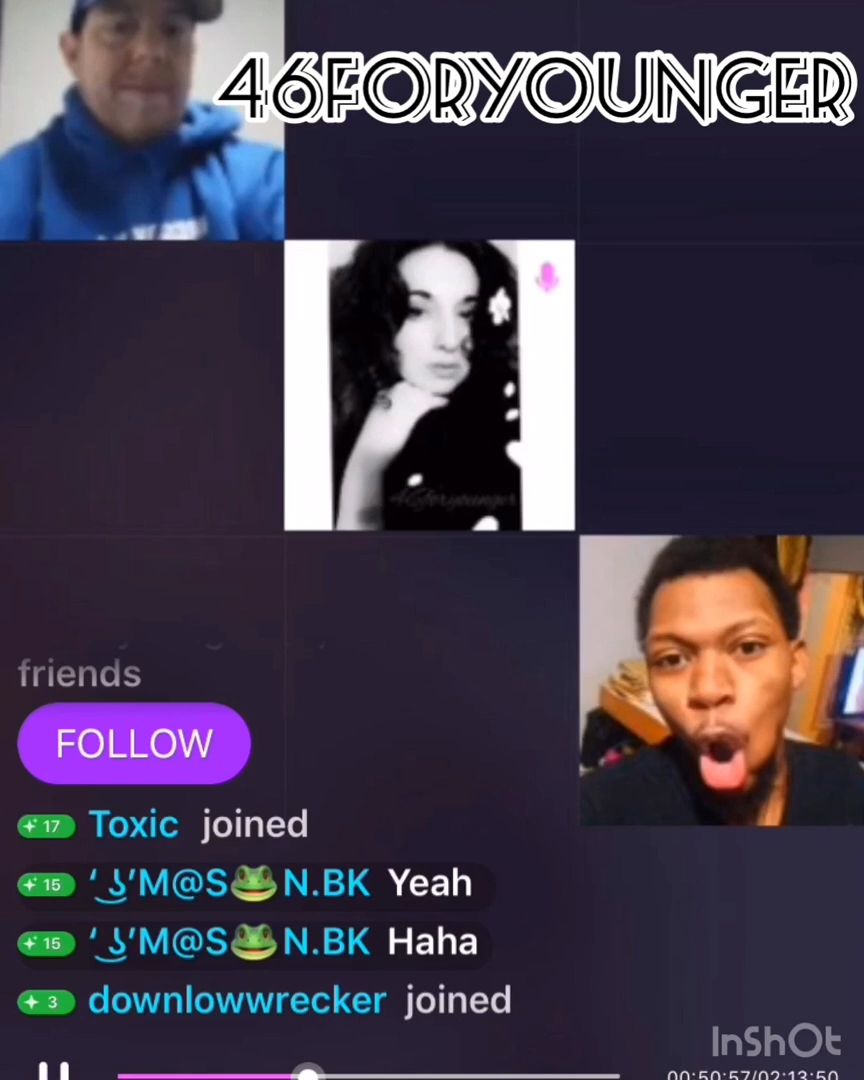 46FORYOUNGER
46foryounger
friends
FOLLOW
17 Toxic joined
15 ‘ ͜ʖ’M@S🐸N.BK Yeah
15 ‘ ͜ʖ’M@S🐸N.BK Haha
3 downlowwrecker joined
InShOt
00:50:57/02:13:50